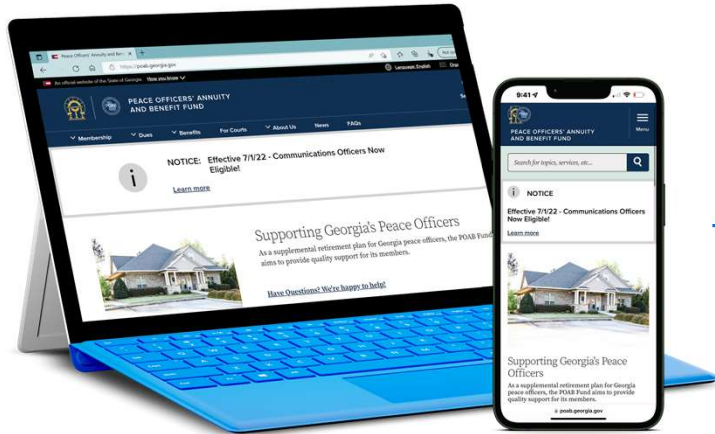 Peace Officers' Annuity and Ben
https://poab.georgia.gov
An official website of the State of Georgia. How you know
Language: English
PEACE OFFICERS' ANNUITY
AND BENEFIT FUND
Membership
Dues
Benefits
For Courts
About Us
News
FAQs
NOTICE: Effective 7/1/22 - Communications Officers Now
Eligible!
Learn more
Supporting Georgia's Peace Officers
As a supplemental retirement plan for Georgia peace officers, the POAB Fund
aims to provide quality support for its members.
Have Questions? We're happy to help!
9:41
PEACE OFFICERS' ANNUITY
AND BENEFIT FUND
Menu
Search for topics, services, etc...
NOTICE
Effective 7/1/22 - Communications Officers
Now Eligible!
Learn more
Supporting Georgia's Peace
Officers
As a supplemental retirement plan for Georgia
peace officers, the POAB Fund aims to provide
quality support for its members.
poab.georgia.gov